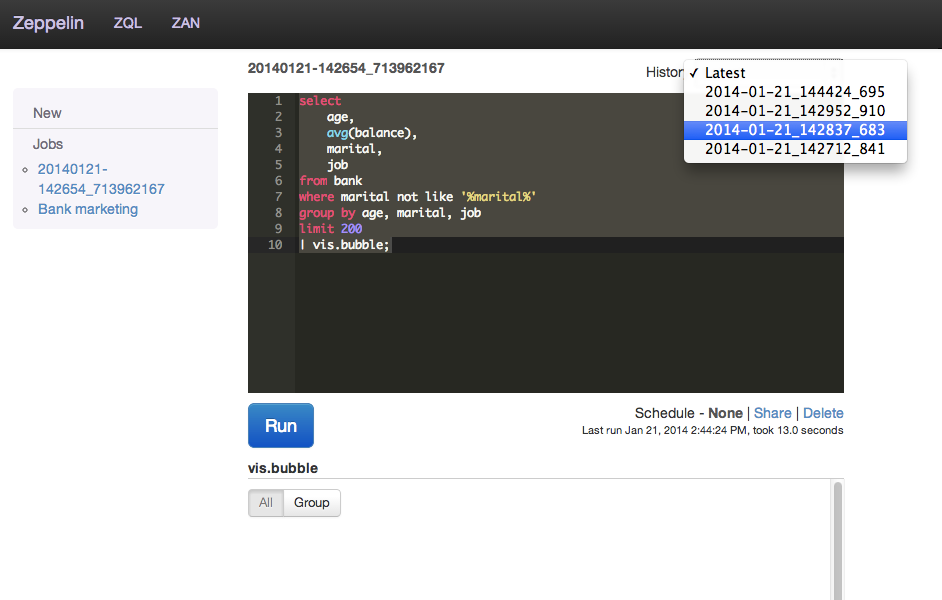 Zeppelin ZQL ZAN
20140121-142654_713962167
Histor
✓ Latest
2014-01-21_144424_695
2014-01-21_142952_910
2014-01-21_142837_683
2014-01-21_142712_841
New
Jobs
20140121-
142654_713962167
Bank marketing
1 select
2 age,
3 avg(balance),
4 marital,
5 job
6 from bank
7 where marital not like '%marital%'
8 group by age, marital, job
9 limit 200
10 | vis.bubble;
Run
Schedule - None | Share | Delete
Last run Jan 21, 2014 2:44:24 PM, took 13.0 seconds
vis.bubble
All Group